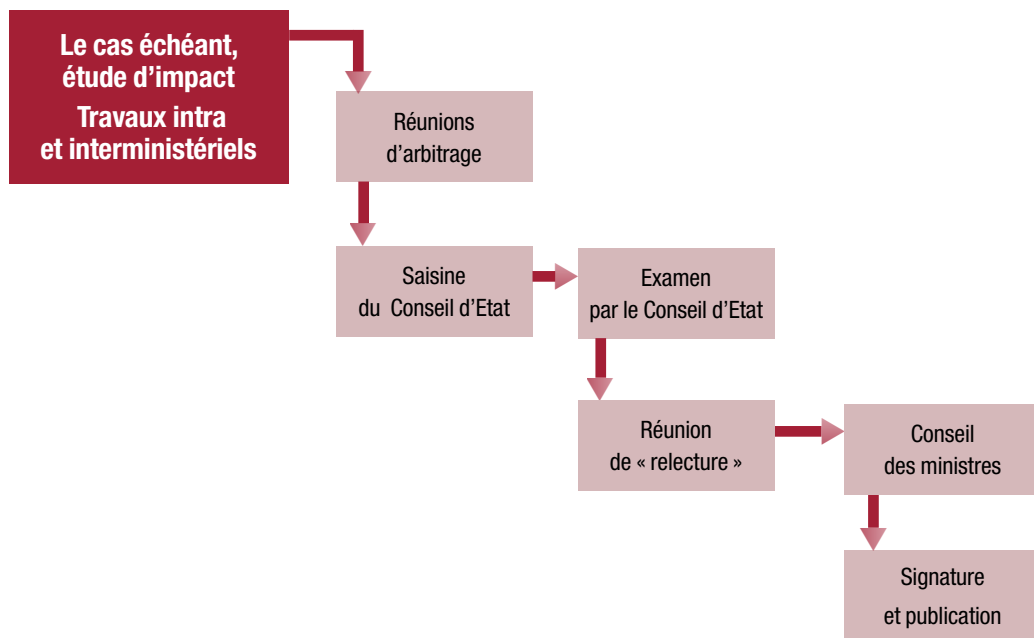 Le cas échéant,
étude d’impact
Travaux intra
et interministériels
Réunions
d’arbitrage
Saisine
du Conseil d’Etat
Examen
par le Conseil d’Etat
Réunion
de « relecture »
Conseil
des ministres
Signature
et publication